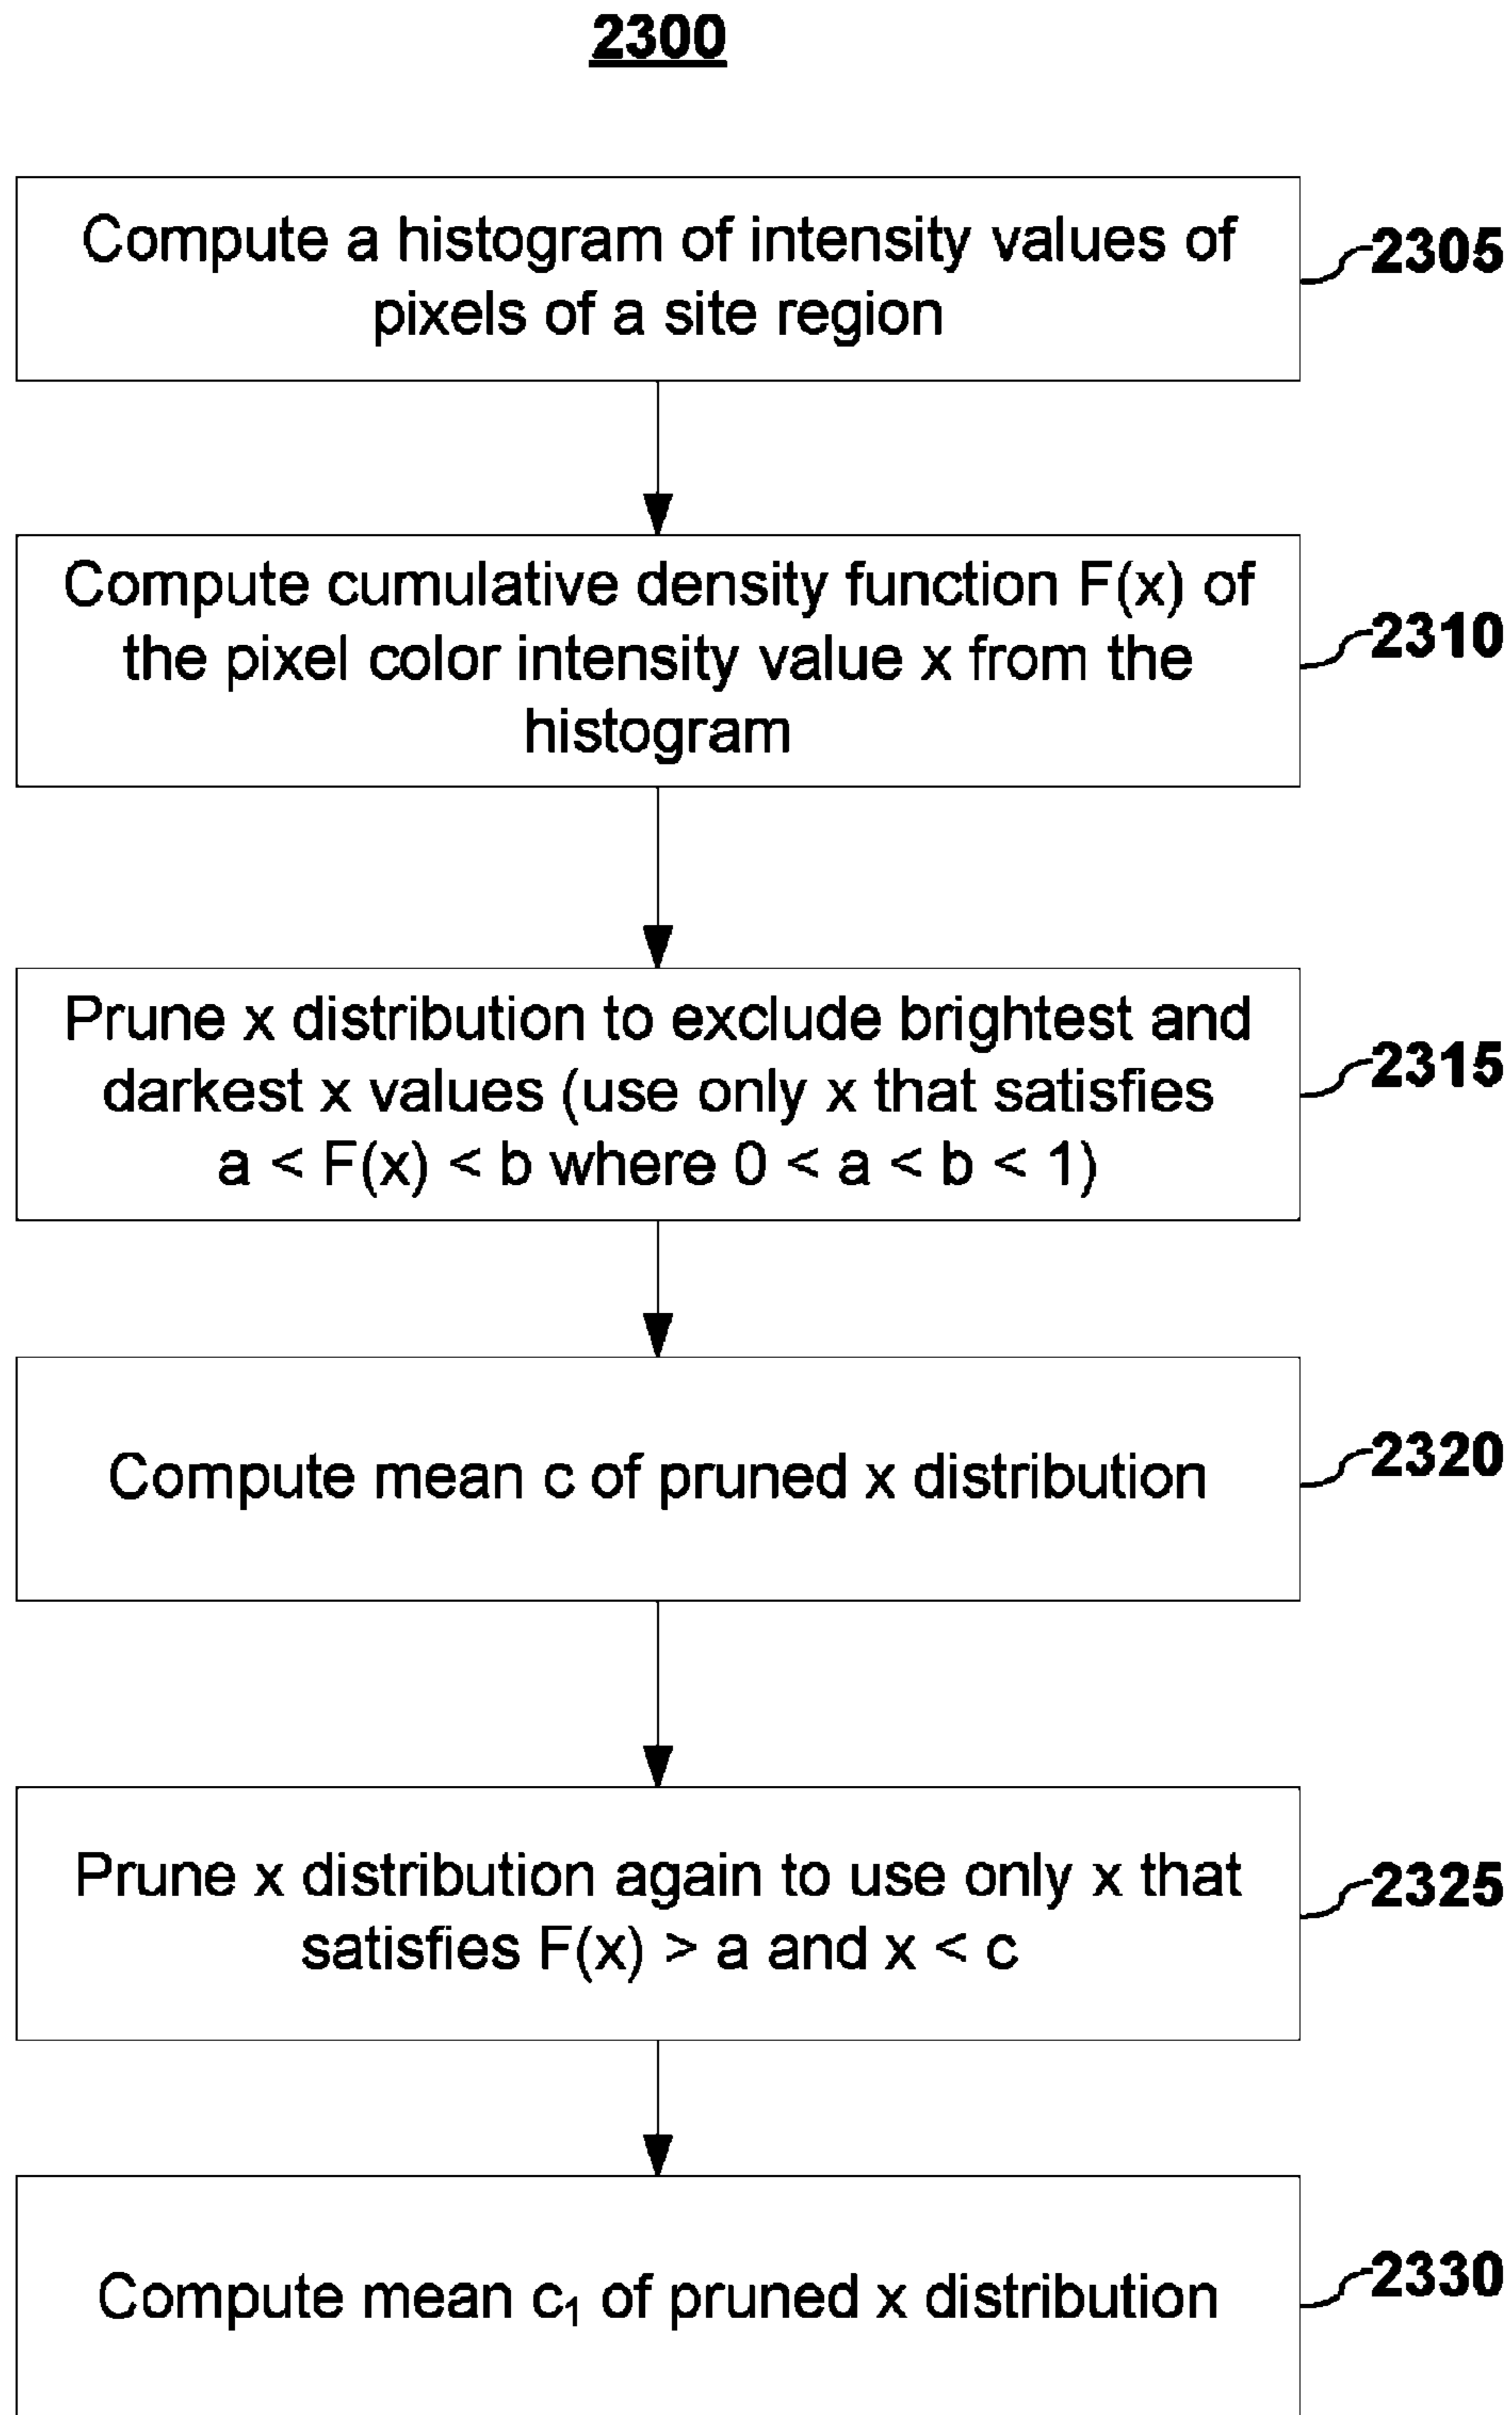 2300
Compute a histogram of intensity values of
pixels of a site region
2305
Compute cumulative density function F(x) of
the pixel color intensity value x from the
histogram
2310
Prune x distribution to exclude brightest and
darkest x values (use only x that satisfies
a < F(x) < b where 0 < a < b < 1)
2315
Compute mean c of pruned x distribution
2320
Prune x distribution again to use only x that
satisfies F(x) > a and x < c
2325
Compute mean c₁ of pruned x distribution
2330